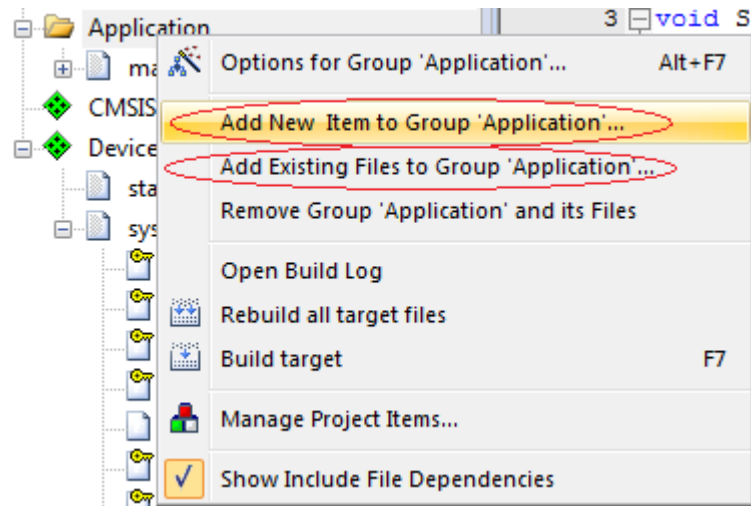 Application
3 void S
ma
Options for Group 'Application'... Alt+F7
CMSIS
Add New Item to Group 'Application'...
Device
Add Existing Files to Group 'Application'...
sta
Remove Group 'Application' and its Files
sys
Open Build Log
Rebuild all target files
Build target F7
Manage Project Items...
Show Include File Dependencies